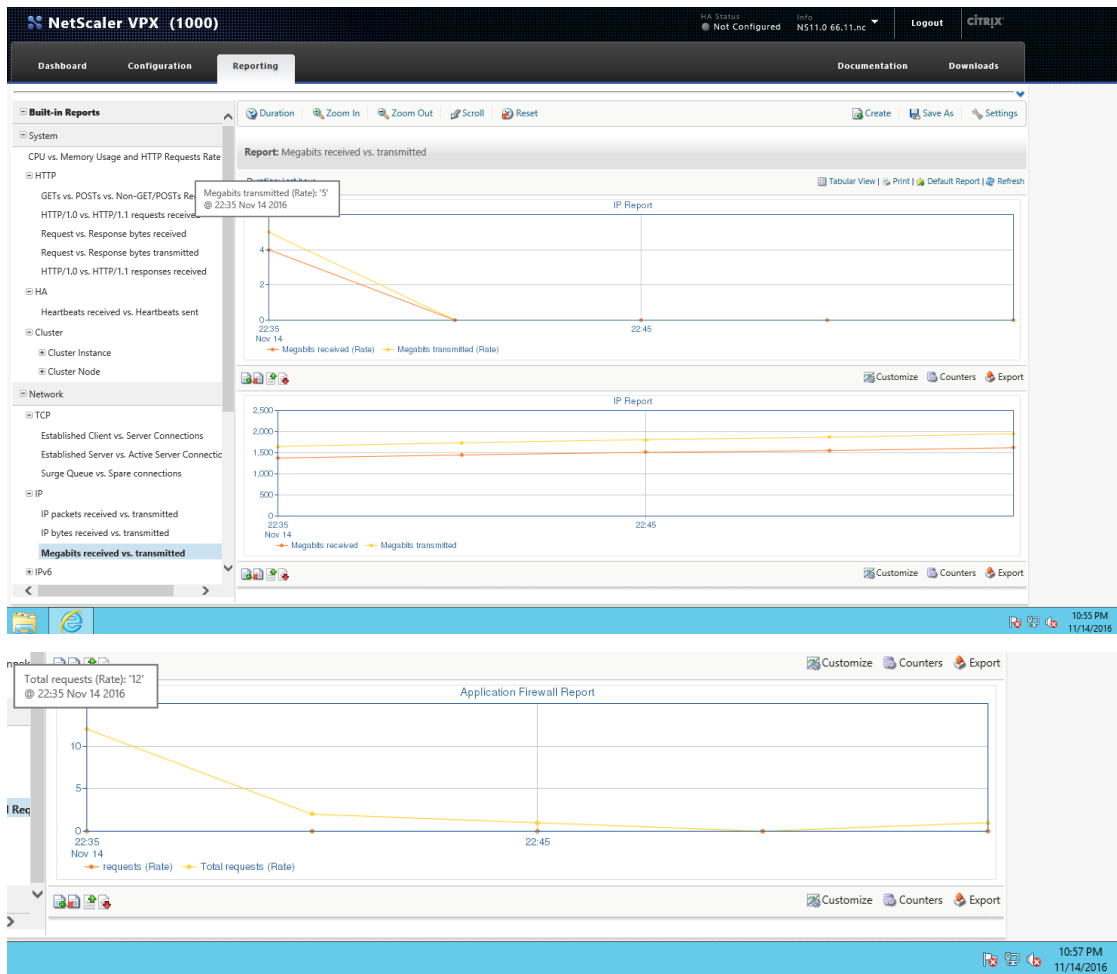 NetScaler VPX (1000)
HA Status
Not Configured
Info
NS11.0 66.11.nc
Logout
CİTRIX
Dashboard
Configuration
Reporting
Documentation
Downloads
Built-in Reports
System
CPU vs. Memory Usage and HTTP Requests Rate
HTTP
GETs vs. POSTs vs. Non-GET/POSTs Re
HTTP/1.0 vs. HTTP/1.1 requests receive
Request vs. Response bytes received
Request vs. Response bytes transmitted
HTTP/1.0 vs. HTTP/1.1 responses received
HA
Heartbeats received vs. Heartbeats sent
Cluster
Cluster Instance
Cluster Node
Network
TCP
Established Client vs. Server Connections
Established Server vs. Active Server Connectic
Surge Queue vs. Spare connections
IP
IP packets received vs. transmitted
IP bytes received vs. transmitted
Megabits received vs. transmitted
IPv6
Duration
Zoom In
Zoom Out
Scroll
Reset
Create
Save As
Settings
Report: Megabits received vs. transmitted
Tabular View | Print | Default Report | Refresh
Megabits transmitted (Rate): '5'
@ 22:35 Nov 14 2016
IP Report
4
2
0
22:35
Nov 14
22:45
Megabits received (Rate) Megabits transmitted (Rate)
Customize Counters Export
IP Report
2,500
2,000
1,500
1,000
500
0
22:35
Nov 14
22:45
Megabits received Megabits transmitted
Customize Counters Export
10:55 PM
11/14/2016
Customize Counters Export
Total requests (Rate): '12'
@ 22:35 Nov 14 2016
Application Firewall Report
10
5
0
l Req
22:35
Nov 14
22:45
requests (Rate) Total requests (Rate)
Customize Counters Export
10:57 PM
11/14/2016